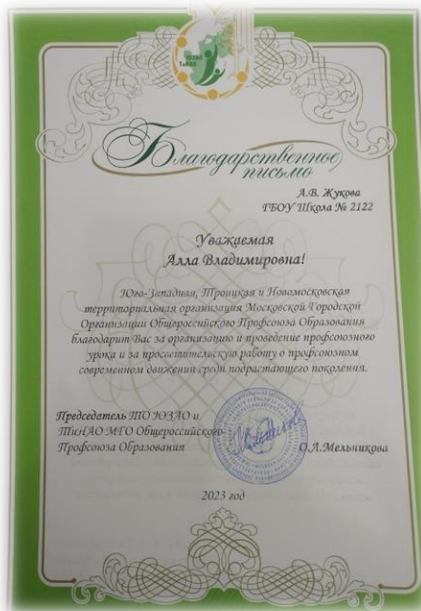 Благодарственное
письмо
А.В. Жукова
ГБОУ Школа № 2122
Уважаемая
Алла Владимировна!
Юго-Западная, Троицкая и Новомосковская
территориальная организация Московской Городской
Организации Общероссийского Профсоюза Образования
благодарит Вас за организацию и проведение профсоюзного
урока и за просветительскую работу о профсоюзном
современном движении среди подрастающего поколения.
Председатель ТО ЮЗАО и
ТиНАО МГО Общероссийского
Профсоюза Образования
О.Л.Мельникова
2023 год